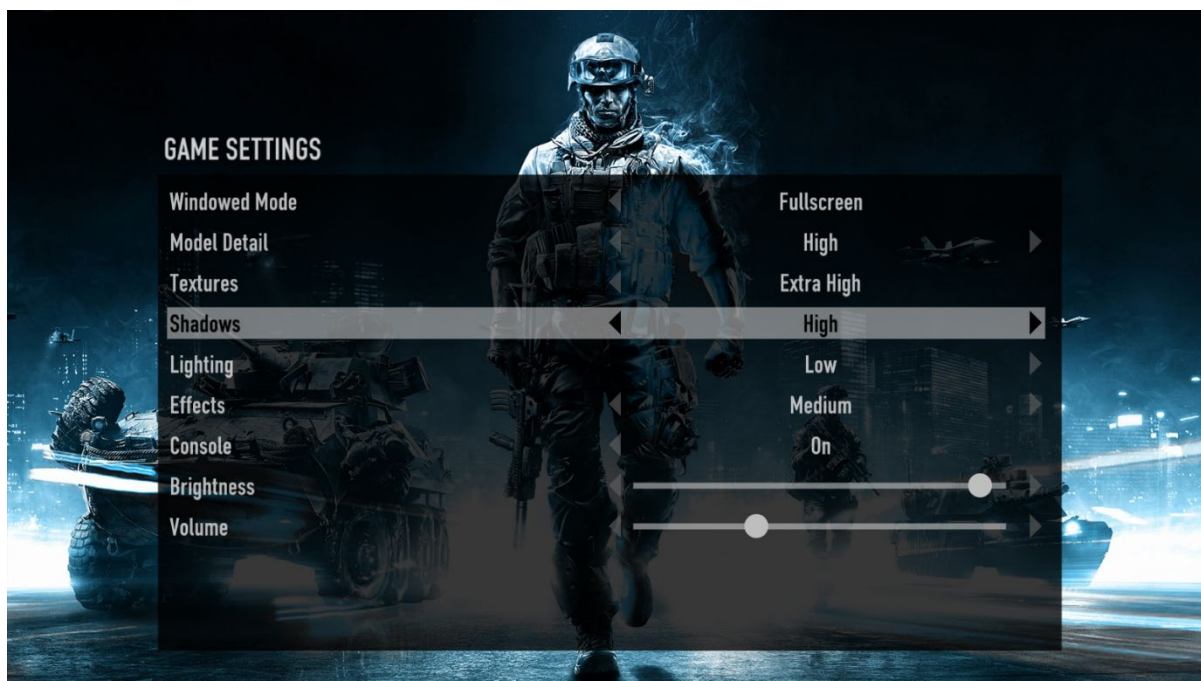 GAME SETTINGS
Windowed Mode Fullscreen
Model Detail High
Textures Extra High
Shadows High
Lighting Low
Effects Medium
Console On
Brightness
Volume